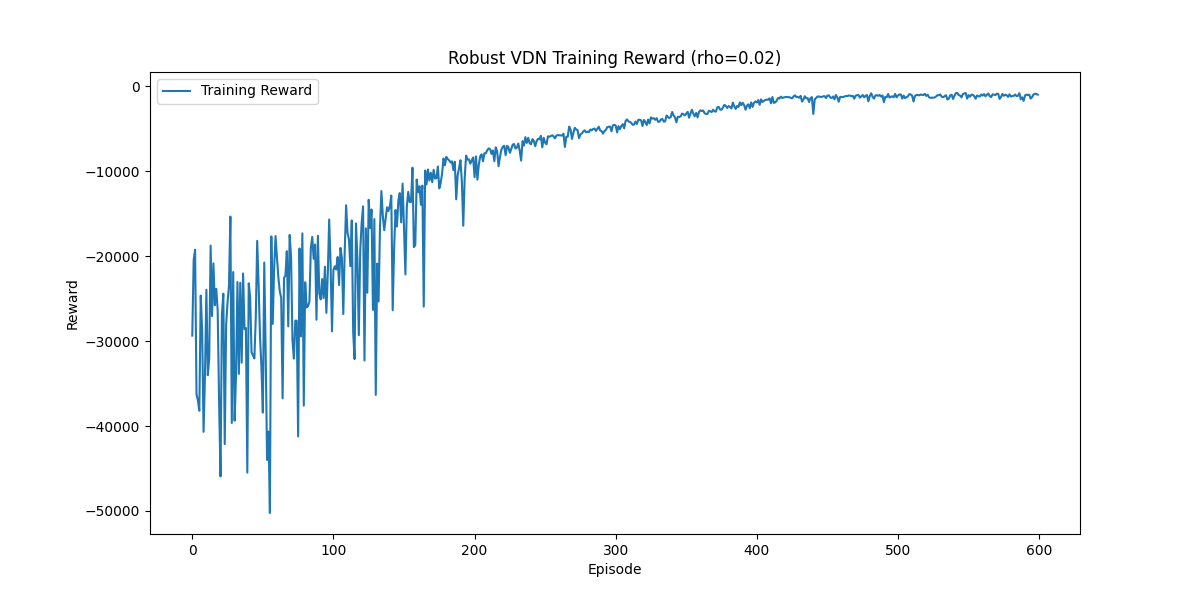 Robust VDN Training Reward (rho=0.02)
Training Reward
0
−10000
−20000
−30000
−40000
−50000
Reward
0 100 200 300 400 500 600
Episode